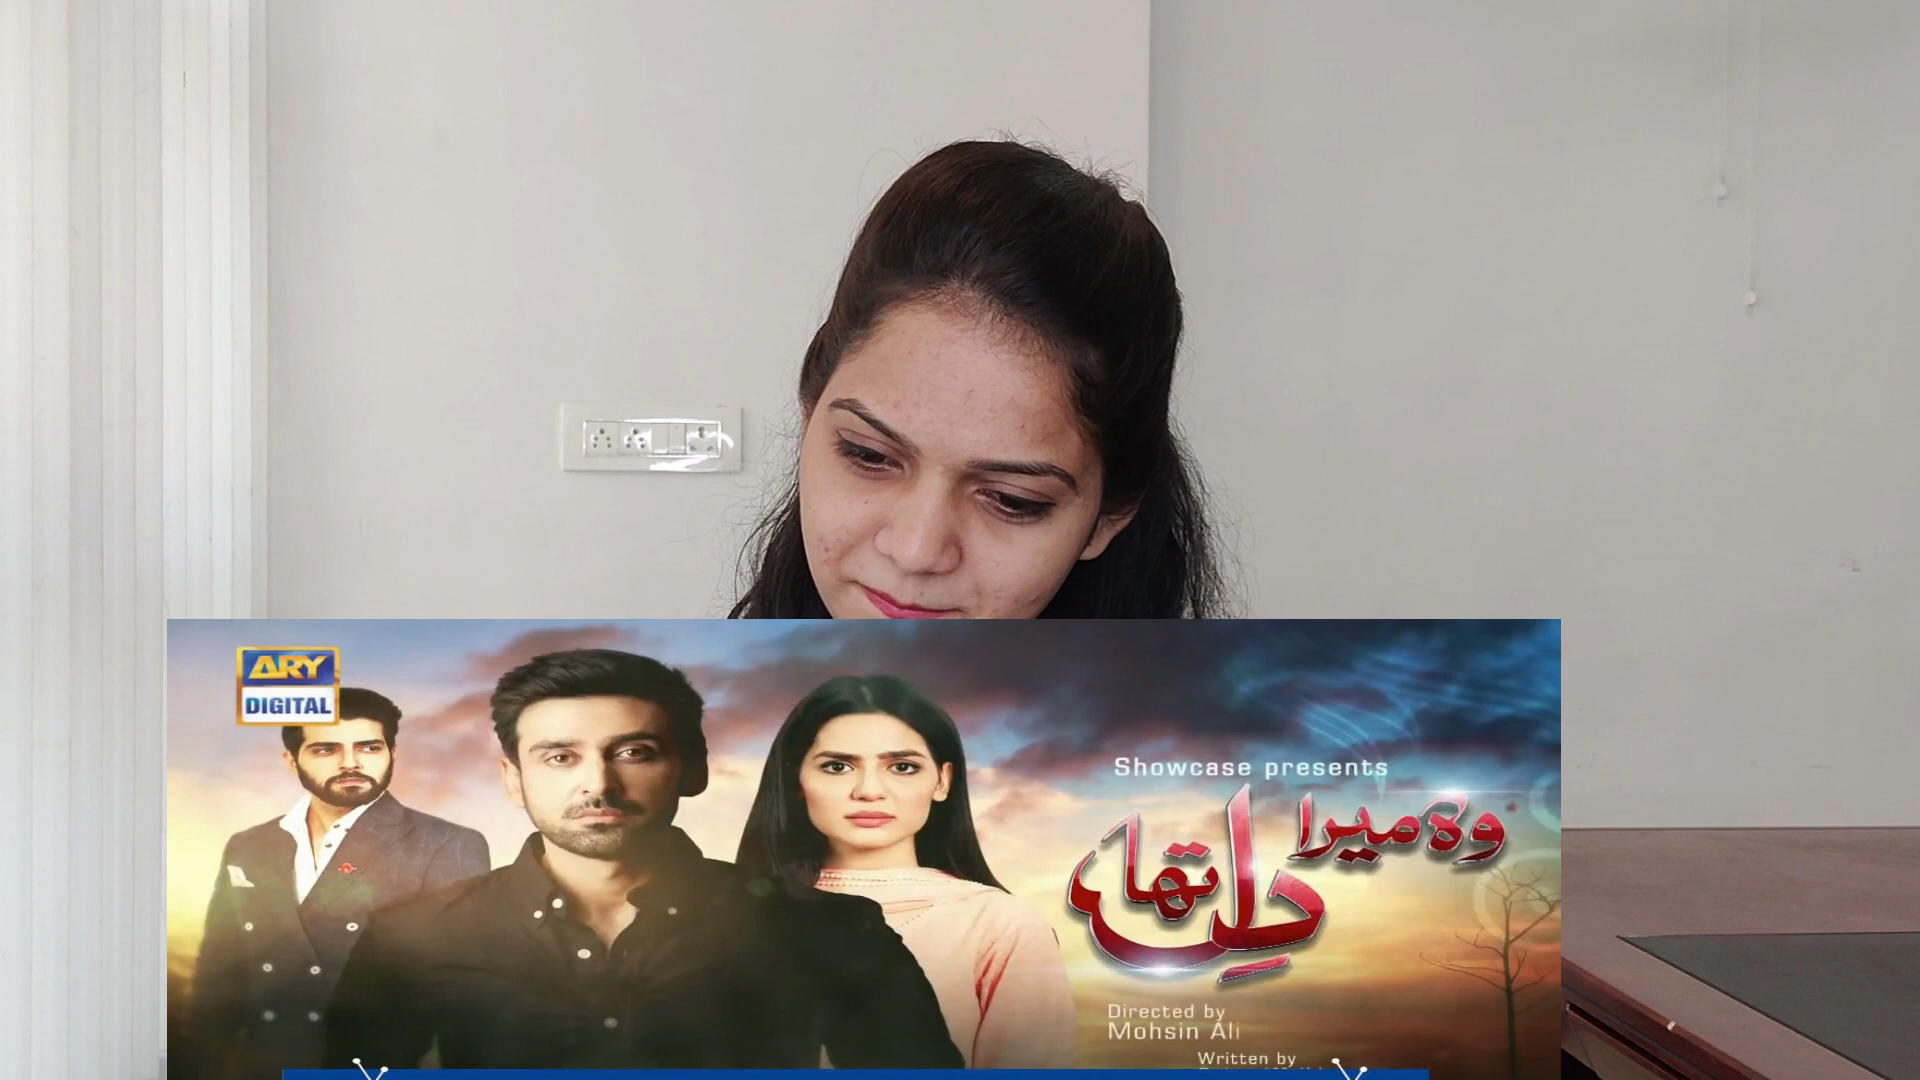 ARY
DIGITAL
Showcase presents
وہ میرا
دل تھا
Directed by
Mohsin Ali
Written by